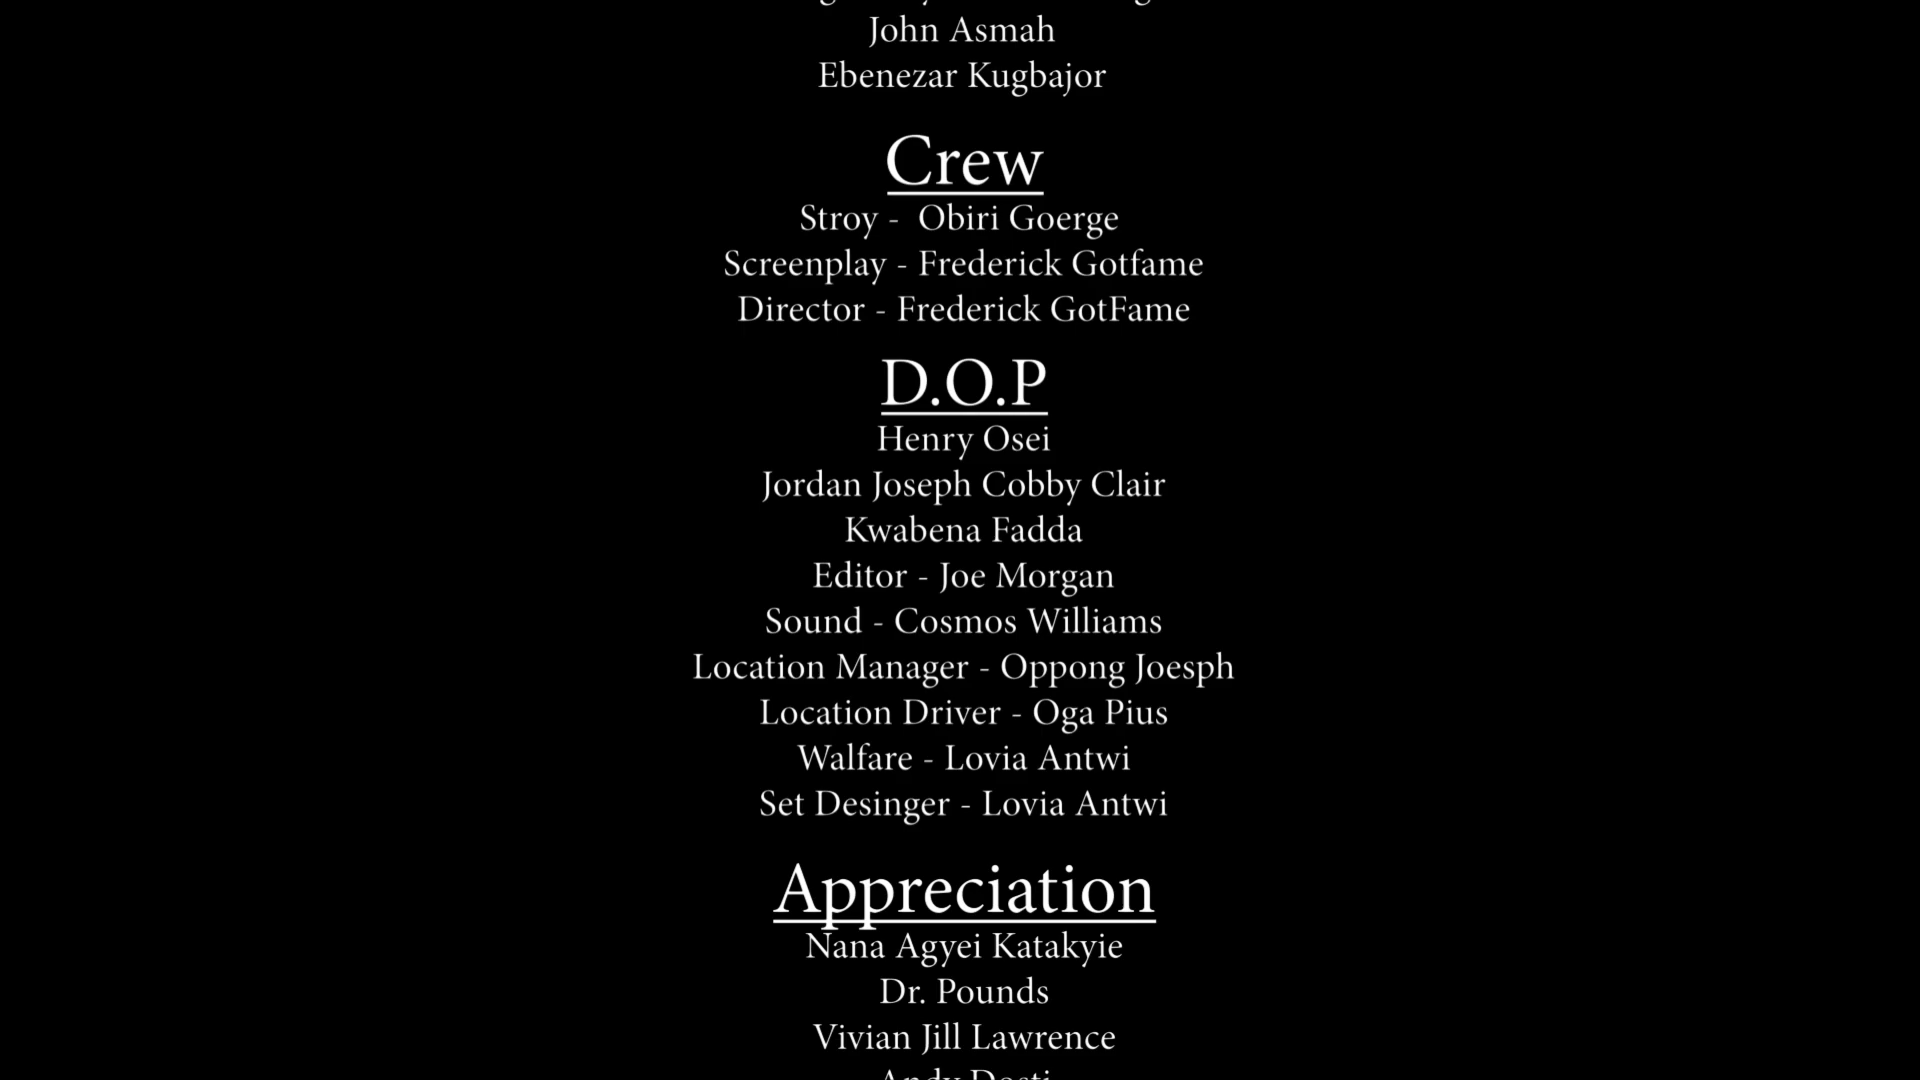 John Asmah
Ebenezar Kugbajor
Crew
Stroy -  Obiri Goerge
Screenplay - Frederick Gotfame
Director - Frederick GotFame
D.O.P
Henry Osei
Jordan Joseph Cobby Clair
Kwabena Fadda
Editor - Joe Morgan
Sound - Cosmos Williams
Location Manager - Oppong Joesph
Location Driver - Oga Pius
Walfare - Lovia Antwi
Set Desinger - Lovia Antwi
Appreciation
Nana Agyei Katakyie
Dr. Pounds
Vivian Jill Lawrence